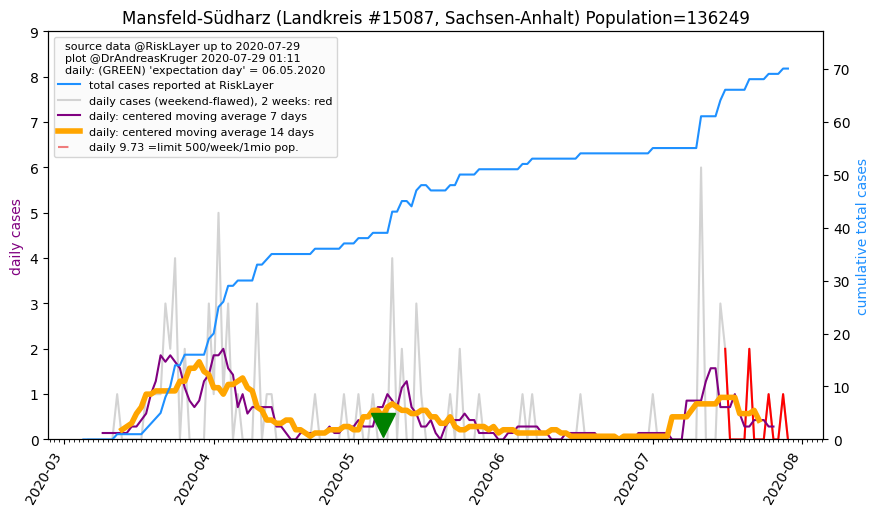 Mansfeld-Südharz (Landkreis #15087, Sachsen-Anhalt) Population=136249
source data @RiskLayer up to 2020-07-29
plot @DrAndreasKruger 2020-07-29 01:11
daily: (GREEN) 'expectation day' = 06.05.2020
total cases reported at RiskLayer
daily cases (weekend-flawed), 2 weeks: red
daily: centered moving average 7 days
daily: centered moving average 14 days
daily 9.73 =limit 500/week/1mio pop.
daily cases
9
8
7
6
5
4
3
2
1
0
cumulative total cases
70
60
50
40
30
20
10
0
2020-03
2020-04
2020-05
2020-06
2020-07
2020-08